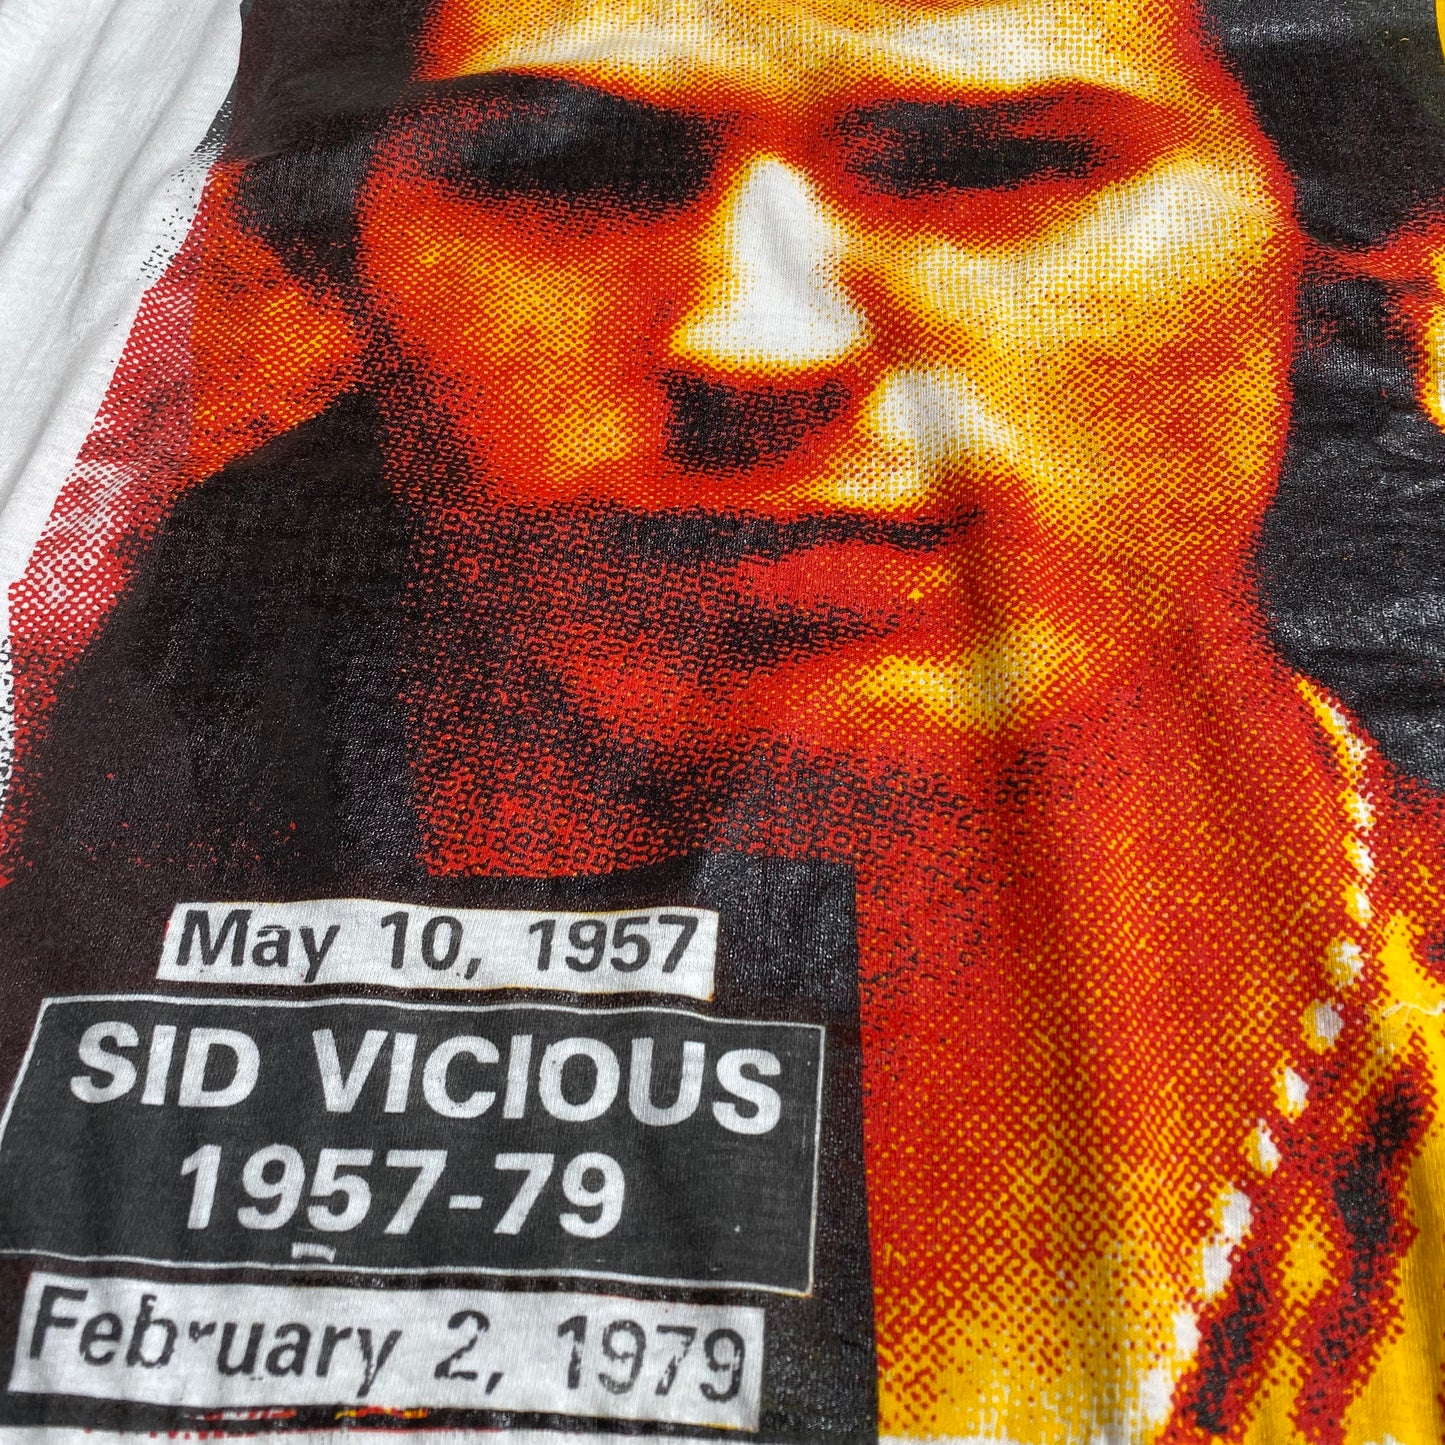 May 10, 1957
SID VICIOUS
1957-79
February 2, 1979